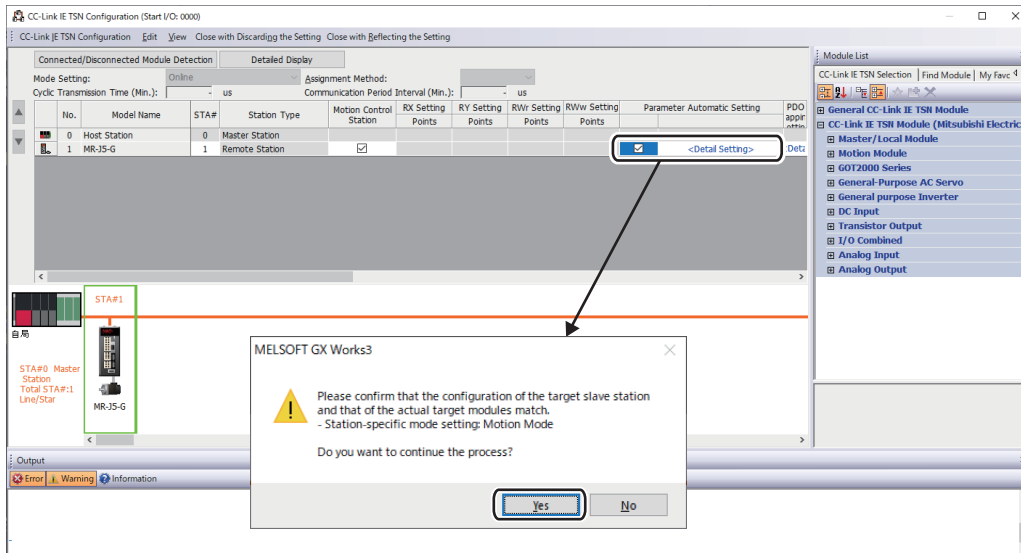 CC-Link IE TSN Configuration (Start I/O: 0000)
CC-Link IE TSN Configuration Edit View Close with Discarding the Setting Close with Reflecting the Setting
Connected/Disconnected Module Detection Detailed Display
Mode Setting: Online Assignment Method:
Cyclic Transmission Time (Min.): - us Communication Period Interval (Min.): - us
No. Model Name STA# Station Type Motion Control Station RX Setting RY Setting RWr Setting RWw Setting Parameter Automatic Setting PDO
Points Points Points Points
0 Host Station 0 Master Station
1 MR-J5-G 1 Remote Station <Detail Setting>
Module List
CC-Link IE TSN Selection Find Module My Favc
General CC-Link IE TSN Module
CC-Link IE TSN Module (Mitsubishi Electric
Master/Local Module
Motion Module
GOT2000 Series
General-Purpose AC Servo
General purpose Inverter
DC Input
Transistor Output
I/O Combined
Analog Input
Analog Output
STA#1
自局
STA#0 Master
Station
Total STA#:1
Line/Star
MR-J5-G
MELSOFT GX Works3
Please confirm that the configuration of the target slave station
and that of the actual target modules match.
- Station-specific mode setting: Motion Mode
Do you want to continue the process?
Yes No
Output
Error Warning Information